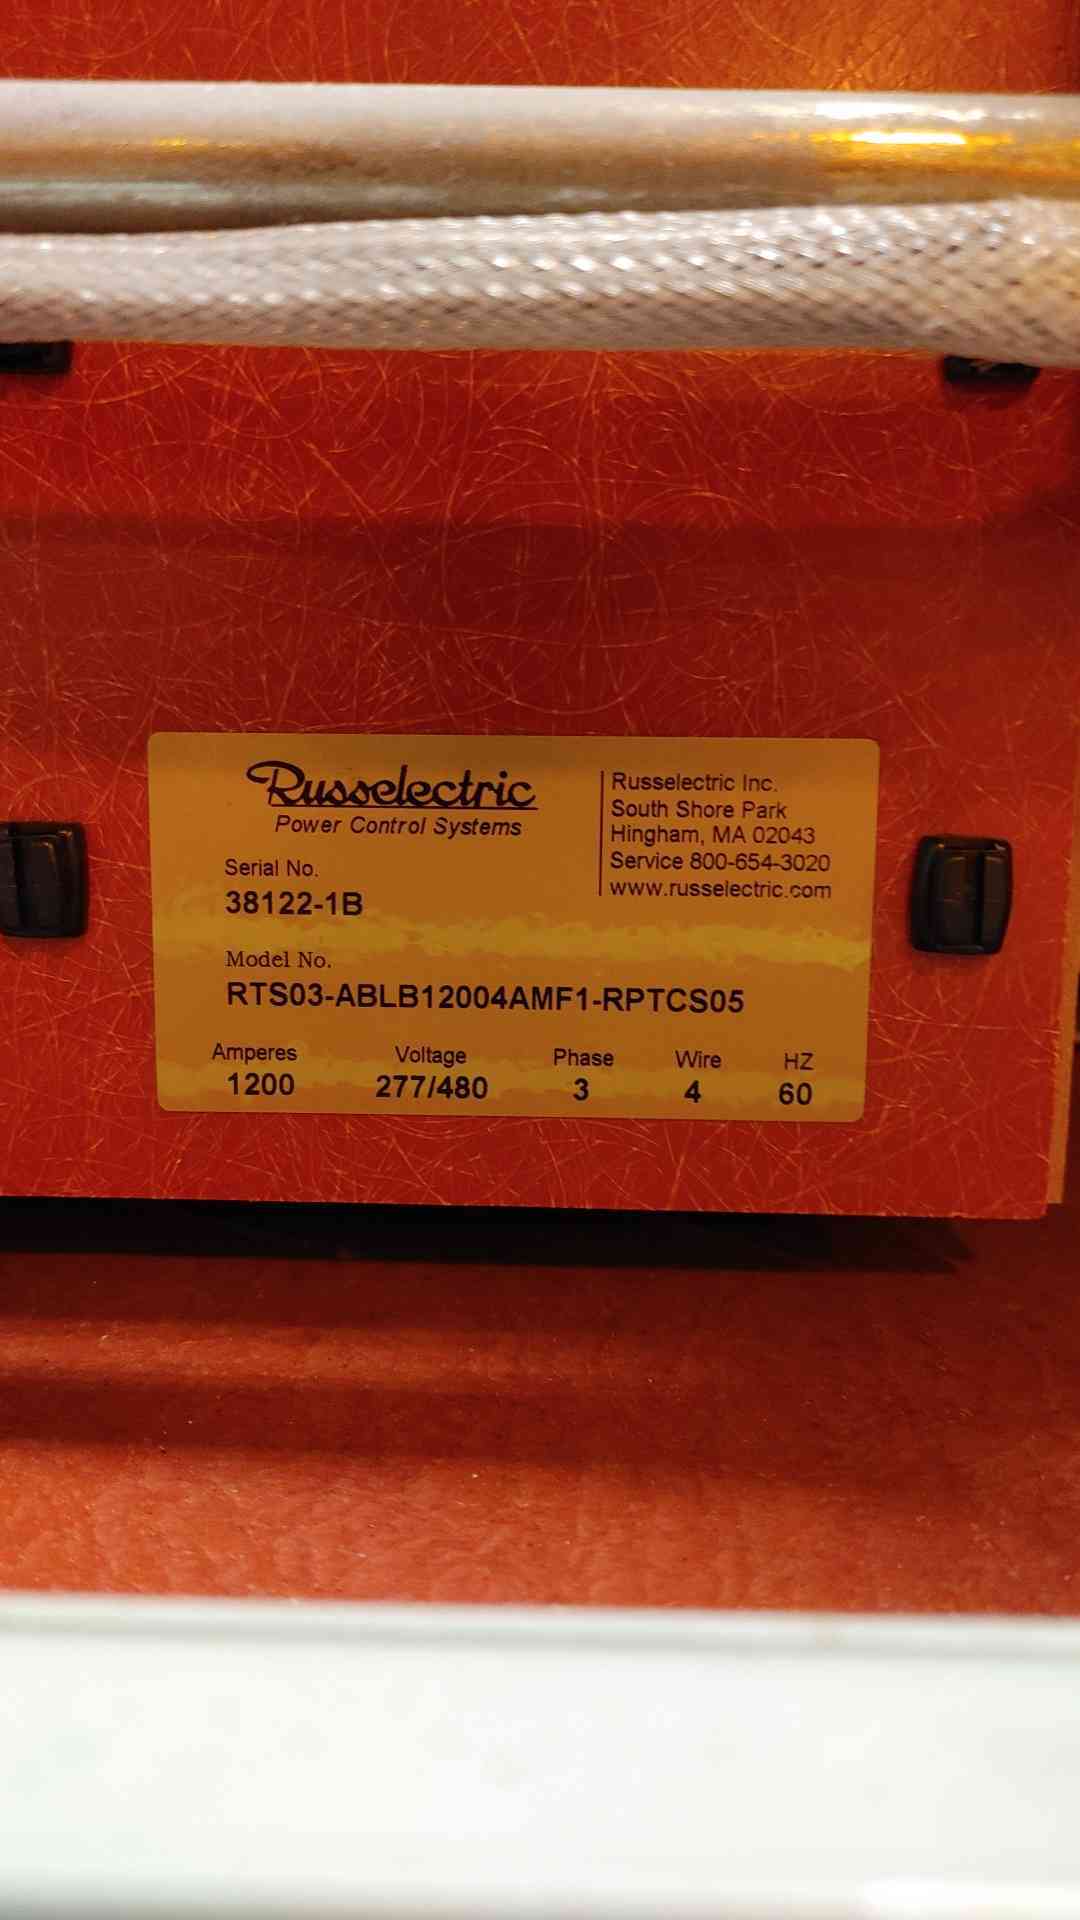 Russelectric
Power Control Systems
Russelectric Inc.
South Shore Park
Hingham, MA 02043
Service 800-654-3020
www.russelectric.com
Serial No.
38122-1B
Model No.
RTS03-ABLB12004AMF1-RPTCS05
Amperes Voltage Phase Wire HZ
1200 277/480 3 4 60